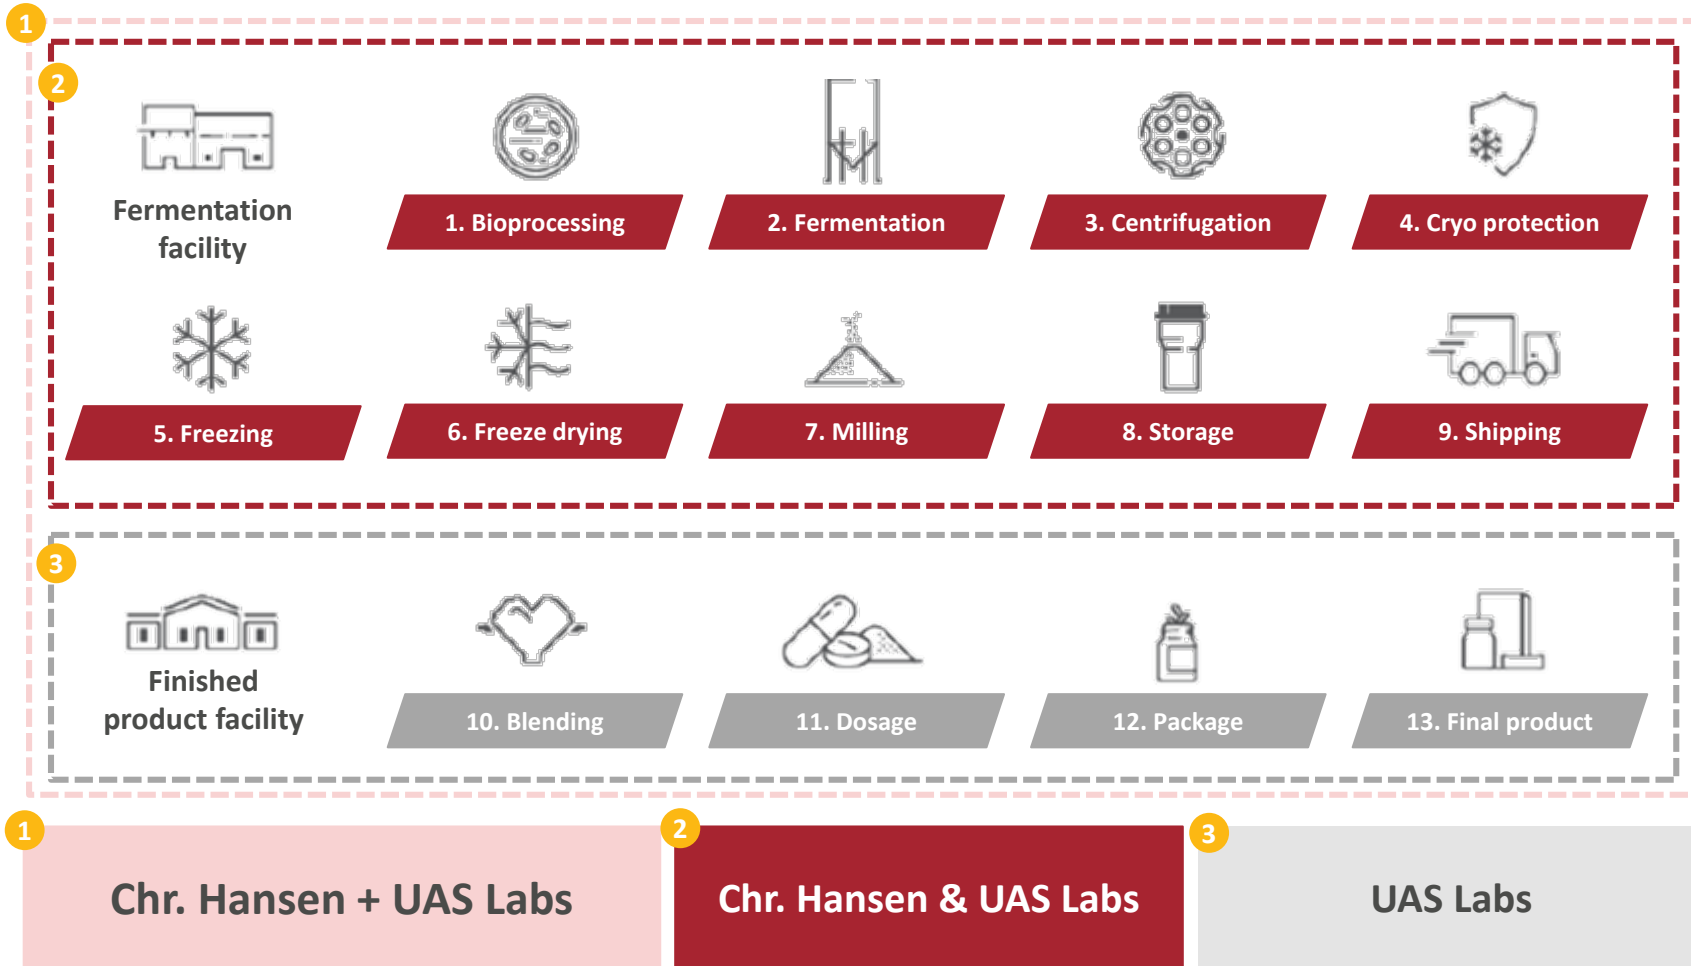 1
2
Fermentation
facility
1. Bioprocessing
2. Fermentation
3. Centrifugation
4. Cryo protection
5. Freezing
6. Freeze drying
7. Milling
8. Storage
9. Shipping
3
Finished
product facility
10. Blending
11. Dosage
12. Package
13. Final product
1
Chr. Hansen + UAS Labs
2
Chr. Hansen & UAS Labs
3
UAS Labs